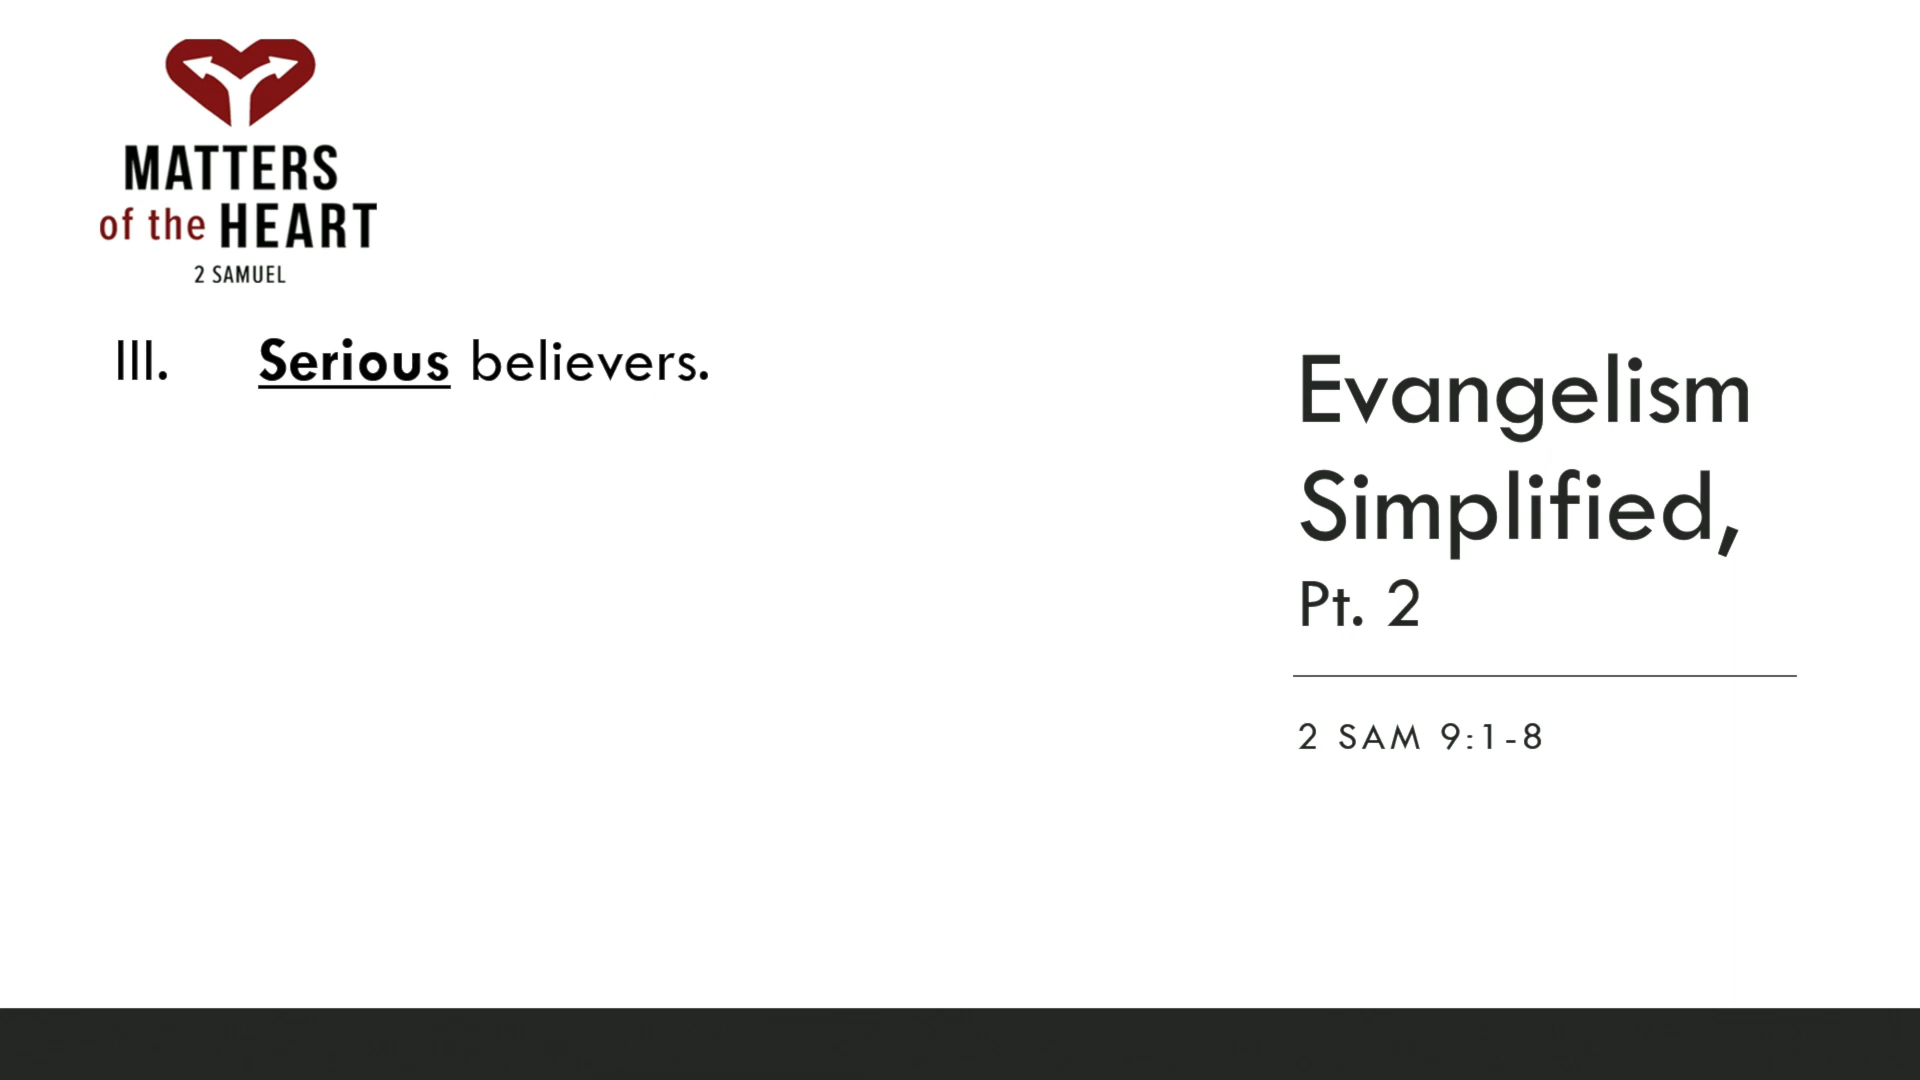 MATTERS
of the HEART
2 SAMUEL
III. Serious believers.
Evangelism
Simplified,
Pt. 2
2 SAM 9:1-8